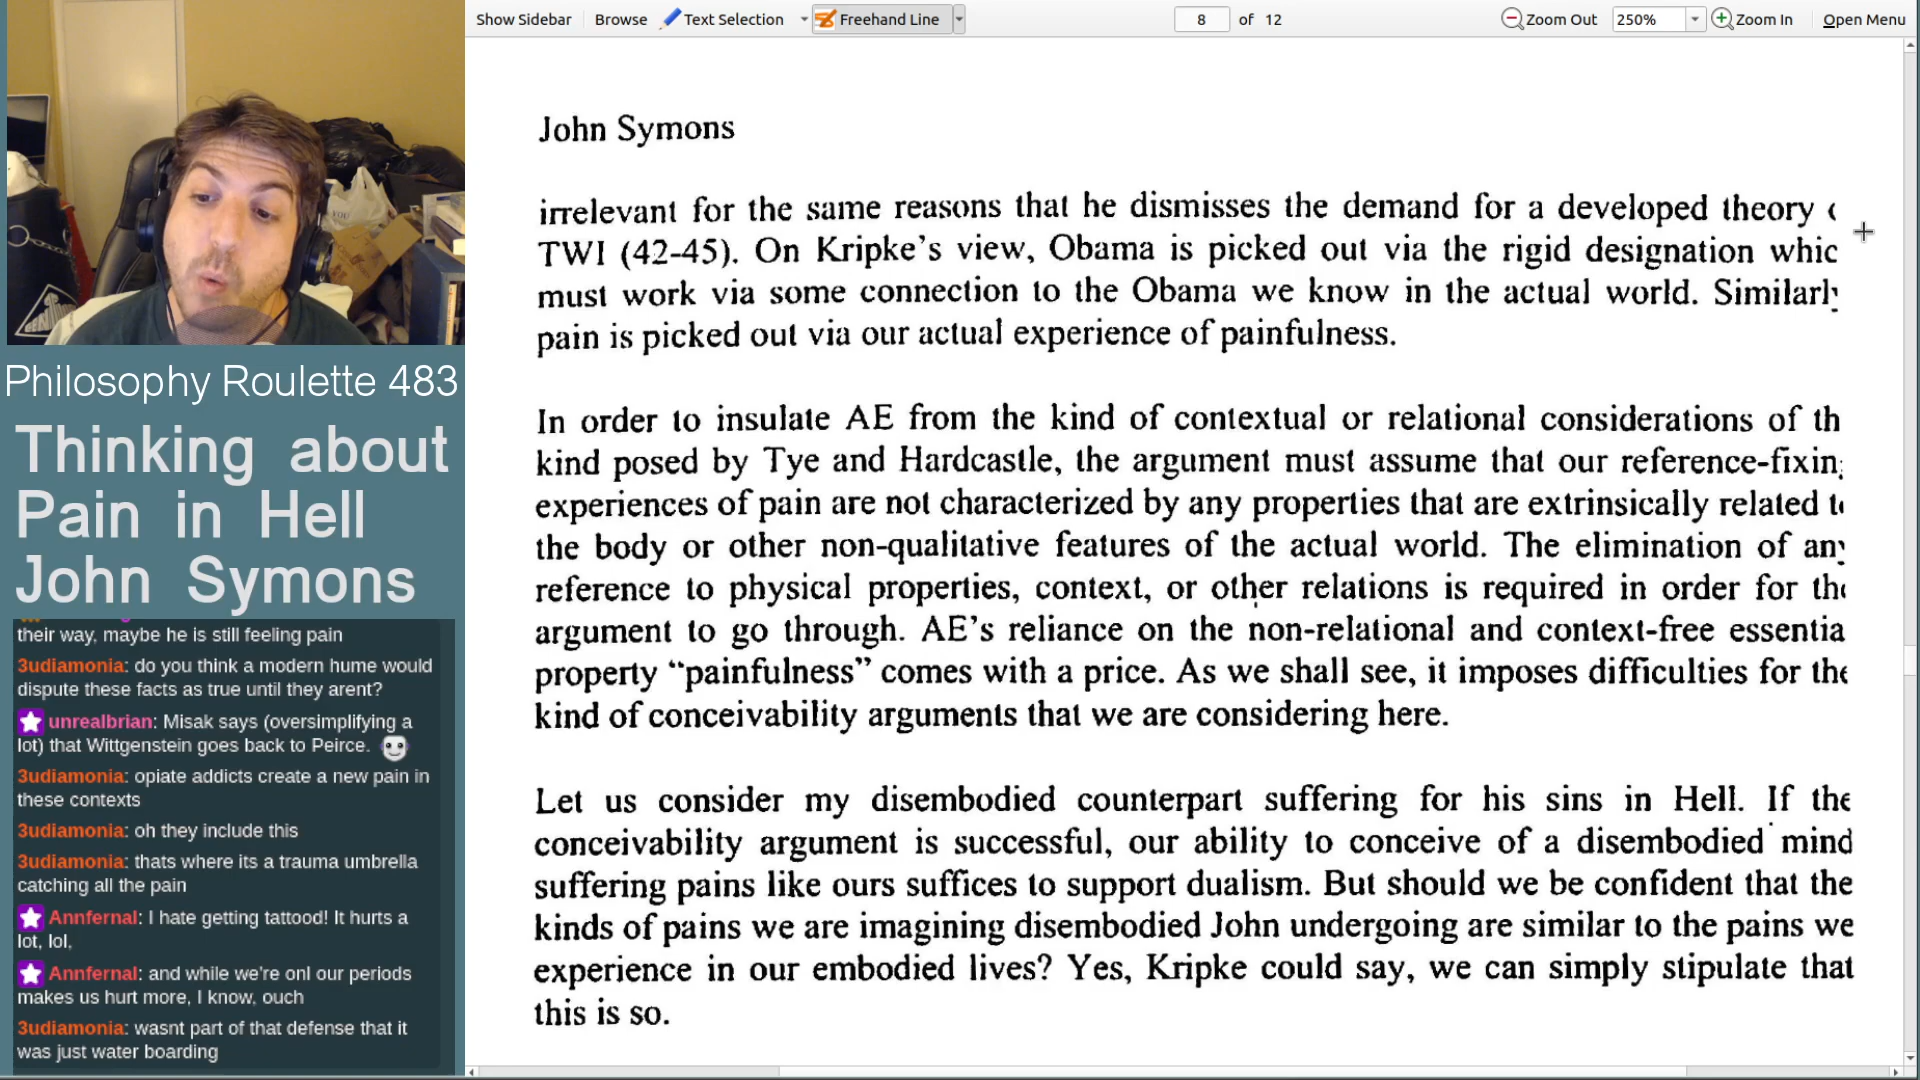 Show Sidebar Browse Text Selection Freehand Line 8 of 12 Zoom Out 250% Zoom In Open Menu
John Symons
irrelevant for the same reasons that he dismisses the demand for a developed theory
TWI (42-45). On Kripke's view, Obama is picked out via the rigid designation whic
must work via some connection to the Obama we know in the actual world. Similarly
pain is picked out via our actual experience of painfulness.
In order to insulate AE from the kind of contextual or relational considerations of th
kind posed by Tye and Hardcastle, the argument must assume that our reference-fixin
experiences of pain are not characterized by any properties that are extrinsically related to
the body or other non-qualitative features of the actual world. The elimination of any
reference to physical properties, context, or other relations is required in order for the
argument to go through. AE's reliance on the non-relational and context-free essentia
property “painfulness” comes with a price. As we shall see, it imposes difficulties for the
kind of conceivability arguments that we are considering here.
Let us consider my disembodied counterpart suffering for his sins in Hell. If the
conceivability argument is successful, our ability to conceive of a disembodied mind
suffering pains like ours suffices to support dualism. But should we be confident that the
kinds of pains we are imagining disembodied John undergoing are similar to the pains we
experience in our embodied lives? Yes, Kripke could say, we can simply stipulate that
this is so.
Philosophy Roulette 483
Thinking about
Pain in Hell
John Symons
their way, maybe he is still feeling pain
3udiamonia: do you think a modern hume would
dispute these facts as true until they arent?
unrealbrian: Misak says (oversimplifying a
lot) that Wittgenstein goes back to Peirce.
3udiamonia: opiate addicts create a new pain in
these contexts
3udiamonia: oh they include this
3udiamonia: thats where its a trauma umbrella
catching all the pain
Annfernal: I hate getting tattood! It hurts a
lot, lol,
Annfernal: and while we're onl our periods
makes us hurt more, I know, ouch
3udiamonia: wasnt part of that defense that it
was just water boarding